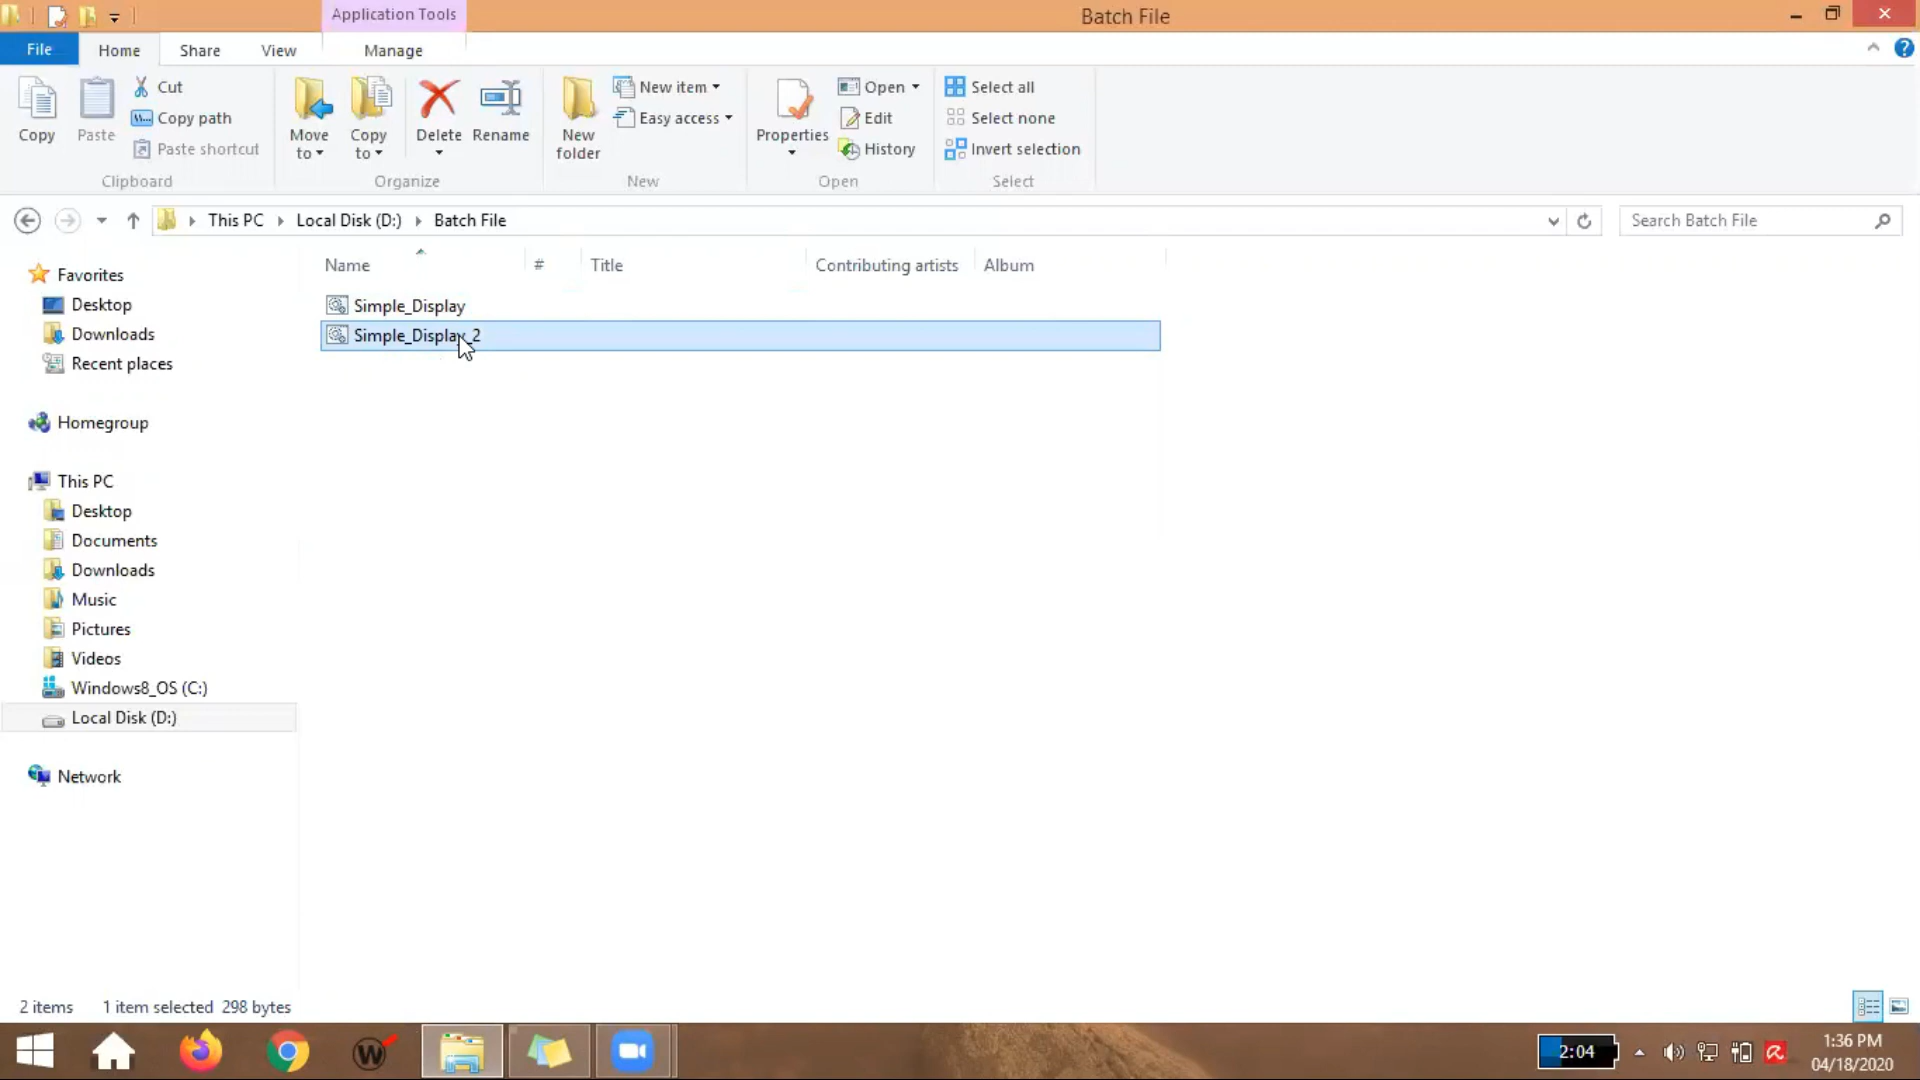 Application Tools
Batch File
File
Home
Share
View
Manage
Copy
Paste
Cut
Copy path
Paste shortcut
Clipboard
Move to
Copy to
Delete
Rename
Organize
New folder
New item
Easy access
New
Properties
Open
Edit
History
Open
Select all
Select none
Invert selection
Select
This PC
Local Disk (D:)
Batch File
Search Batch File
Name
#
Title
Contributing artists
Album
Simple_Display
Simple_Display_2
Favorites
Desktop
Downloads
Recent places
Homegroup
This PC
Desktop
Documents
Downloads
Music
Pictures
Videos
Windows8_OS (C:)
Local Disk (D:)
Network
2 items 1 item selected 298 bytes
W
2:04
1:36 PM
04/18/2020